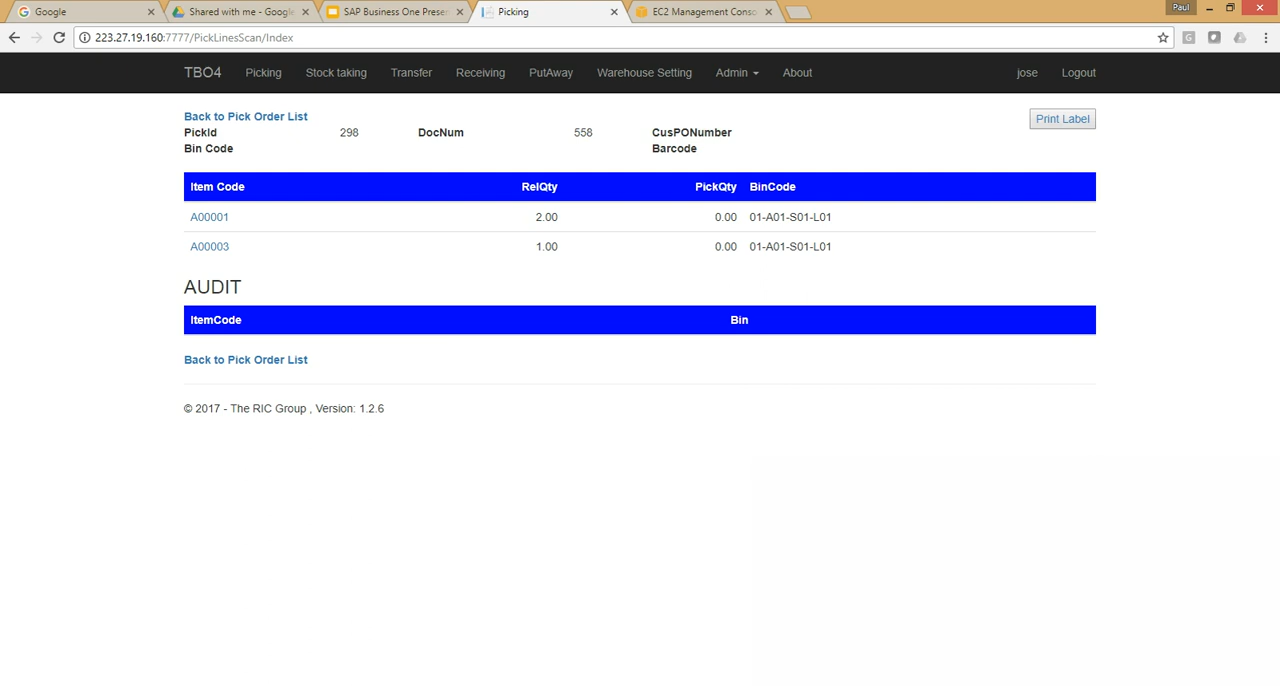 Google
Shared with me - Google
SAP Business One Prese
Picking
EC2 Management Conso
Paul
223.27.19.160:7777/PickLinesScan/Index
TBO4 Picking Stock taking Transfer Receiving PutAway Warehouse Setting Admin About jose Logout
Back to Pick Order List
Print Label
PickId 298 DocNum 558 CusPONumber
Bin Code Barcode
Item Code RelQty PickQty BinCode
A00001 2.00 0.00 01-A01-S01-L01
A00003 1.00 0.00 01-A01-S01-L01
AUDIT
ItemCode Bin
Back to Pick Order List
© 2017 - The RIC Group , Version: 1.2.6